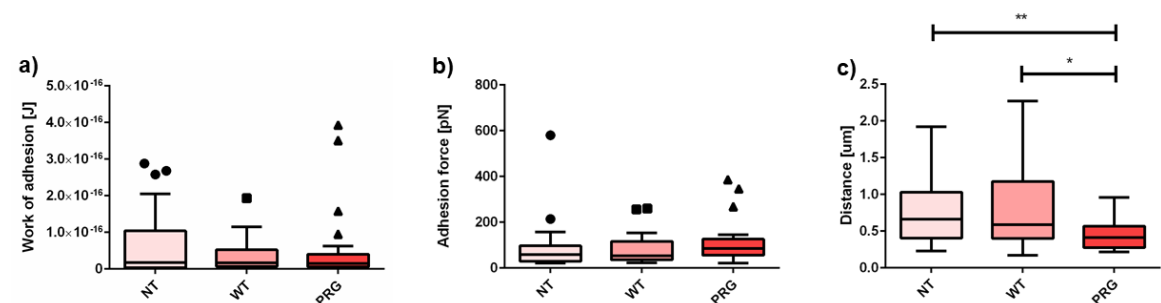 a)
Work of adhesion [J]
5.0×10⁻¹⁶
4.0×10⁻¹⁶
3.0×10⁻¹⁶
2.0×10⁻¹⁶
1.0×10⁻¹⁶
0
NT
WT
PRG
b)
Adhesion force [pN]
800
600
400
200
0
NT
WT
PRG
c)
**
*
Distance [um]
2.5
2.0
1.5
1.0
0.5
0.0
NT
WT
PRG